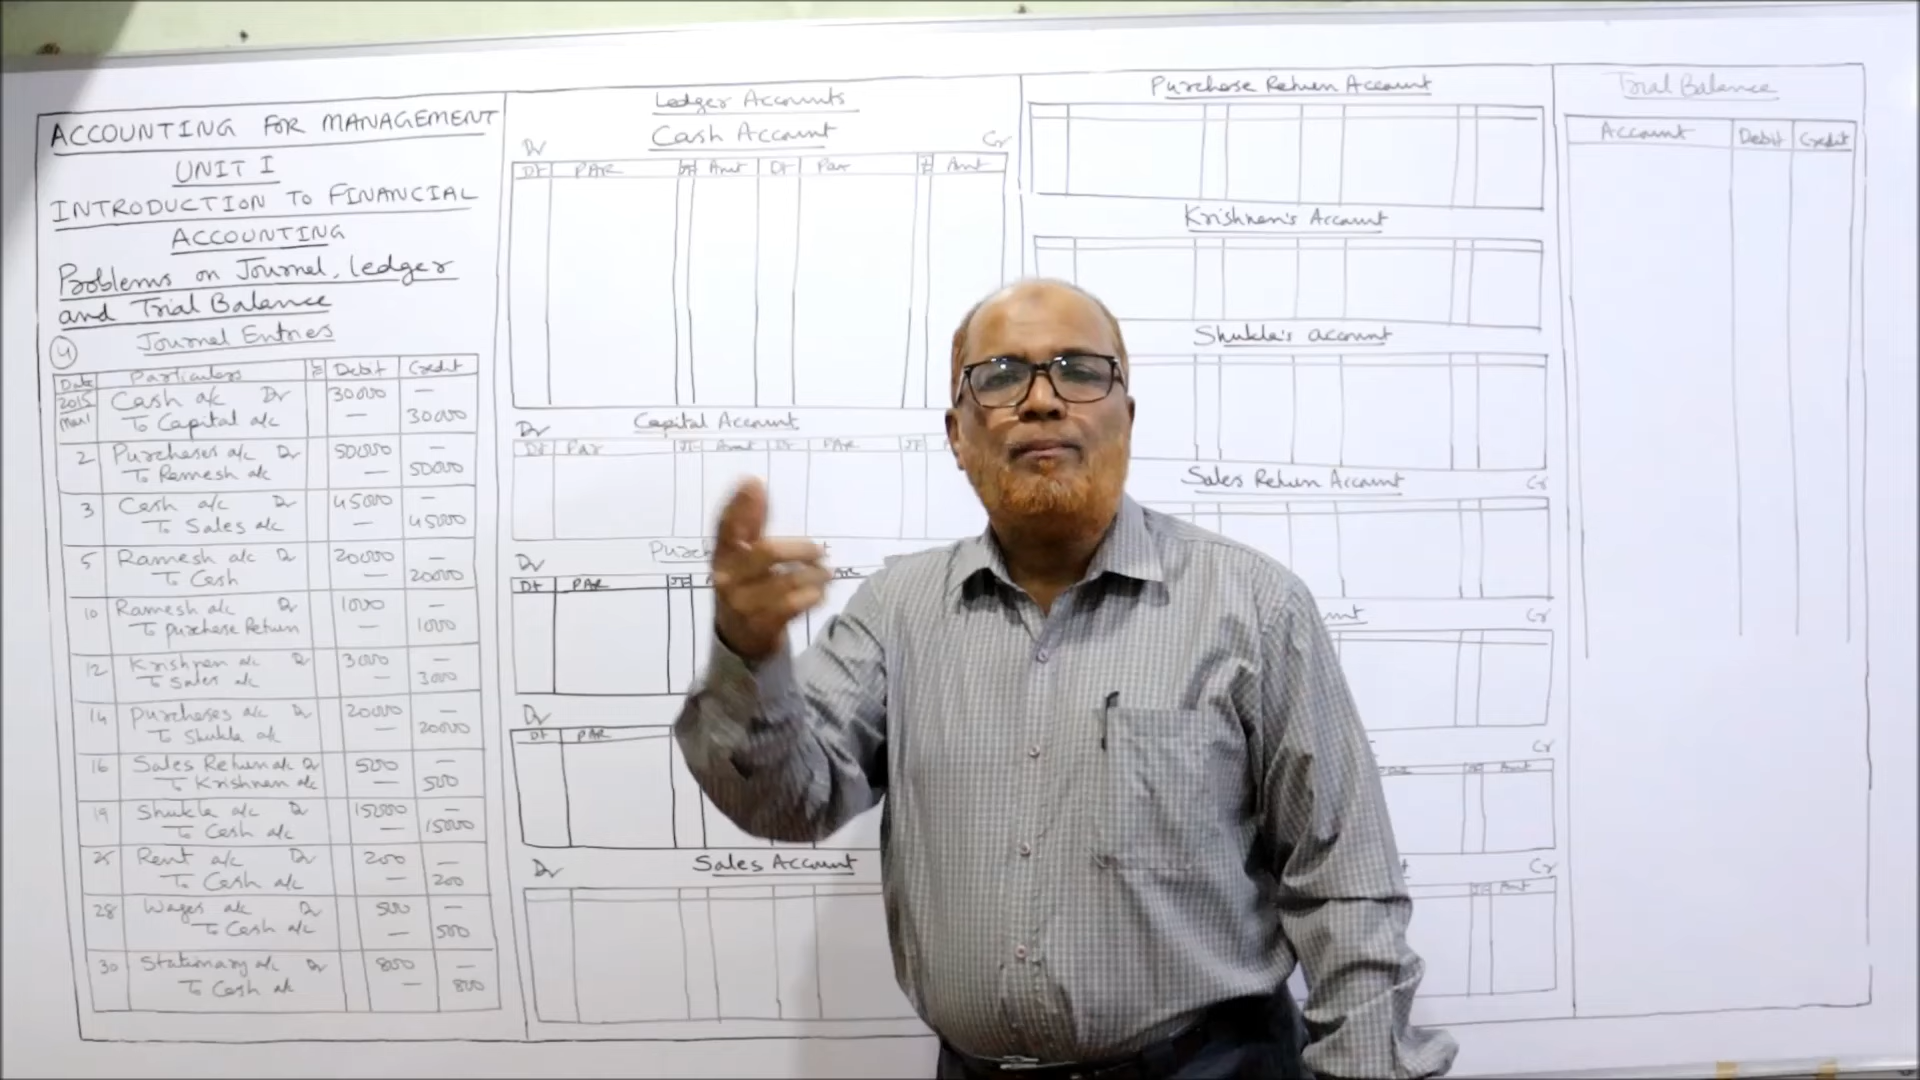 ACCOUNTING FOR MANAGEMENT
UNIT I
INTRODUCTION TO FINANCIAL
ACCOUNTING
Problems on Journal, ledger
and Trial Balance
4 Journal Entries
Date Particulars Debit Credit
2015 Cash a/c Dr 30000 —
Mar 1 To Capital a/c — 30000
2 Purchases a/c Dr 50000 —
To Ramesh a/c — 50000
3 Cash a/c Dr 45000 —
To Sales a/c — 45000
5 Ramesh a/c Dr 20000 —
To Cash — 20000
10 Ramesh a/c Dr 1000 —
To purchase Return — 1000
12 Krishnan a/c Dr 3000 —
To Sales a/c — 3000
14 Purchases a/c Dr 20000 —
To Shukla a/c — 20000
16 Sales Return a/c Dr 500 —
To Krishnan a/c — 500
19 Shukla a/c Dr 15000 —
To Cash a/c — 15000
25 Rent a/c Dr 200 —
To Cash a/c — 200
28 Wages a/c Dr 500 —
To Cash a/c — 500
30 Stationary a/c Dr 800 —
To Cash a/c — 800
Ledger Accounts
Dr Cash Account Cr
Dt PAR JF Amt Dt Par JF Amt
Dr Capital Account
Dt Par JF Amt Dt PAR JF
Dr
Dt PAR JF
Dr
Dt PAR
Dr Sales Account
Purchase Return Account
Krishnan's Account
Shukla's account
Sales Return Account Cr
Cr
Cr
JF Amt
Cr
JF Amt
Trial Balance
Account Debit Credit